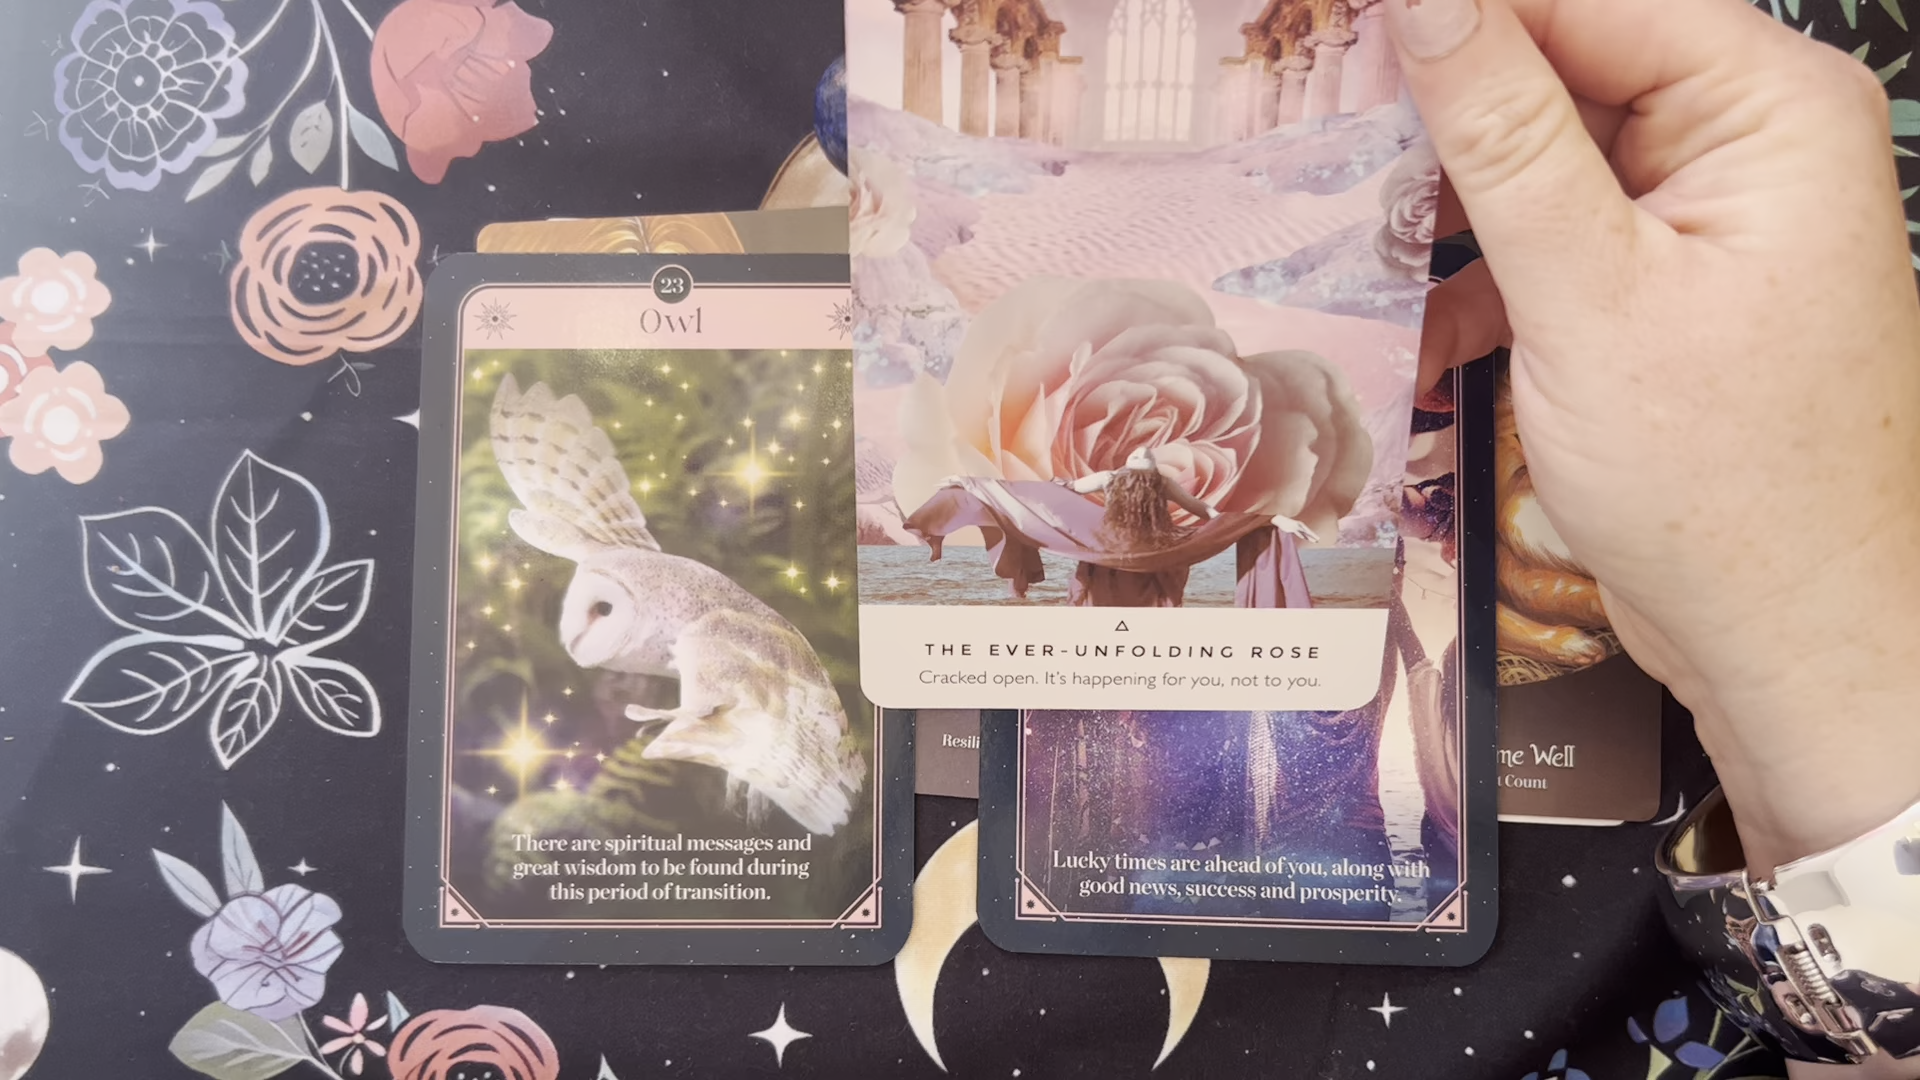 23
Owl
There are spiritual messages and
great wisdom to be found during
this period of transition.
THE EVER-UNFOLDING ROSE
Cracked open. It's happening for you, not to you.
Lucky times are ahead of you, along with
good news, success and prosperity.
Well
Count